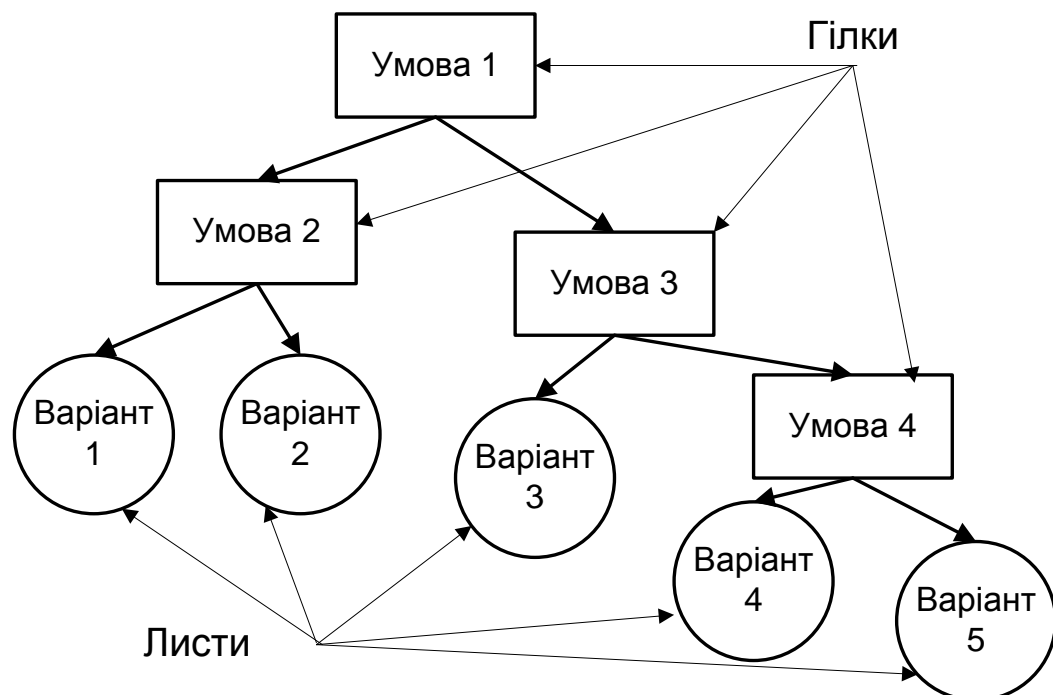 Гілки
Умова 1
Умова 2
Умова 3
Варіант
1
Варіант
2
Варіант
3
Умова 4
Варіант
4
Варіант
5
Листи